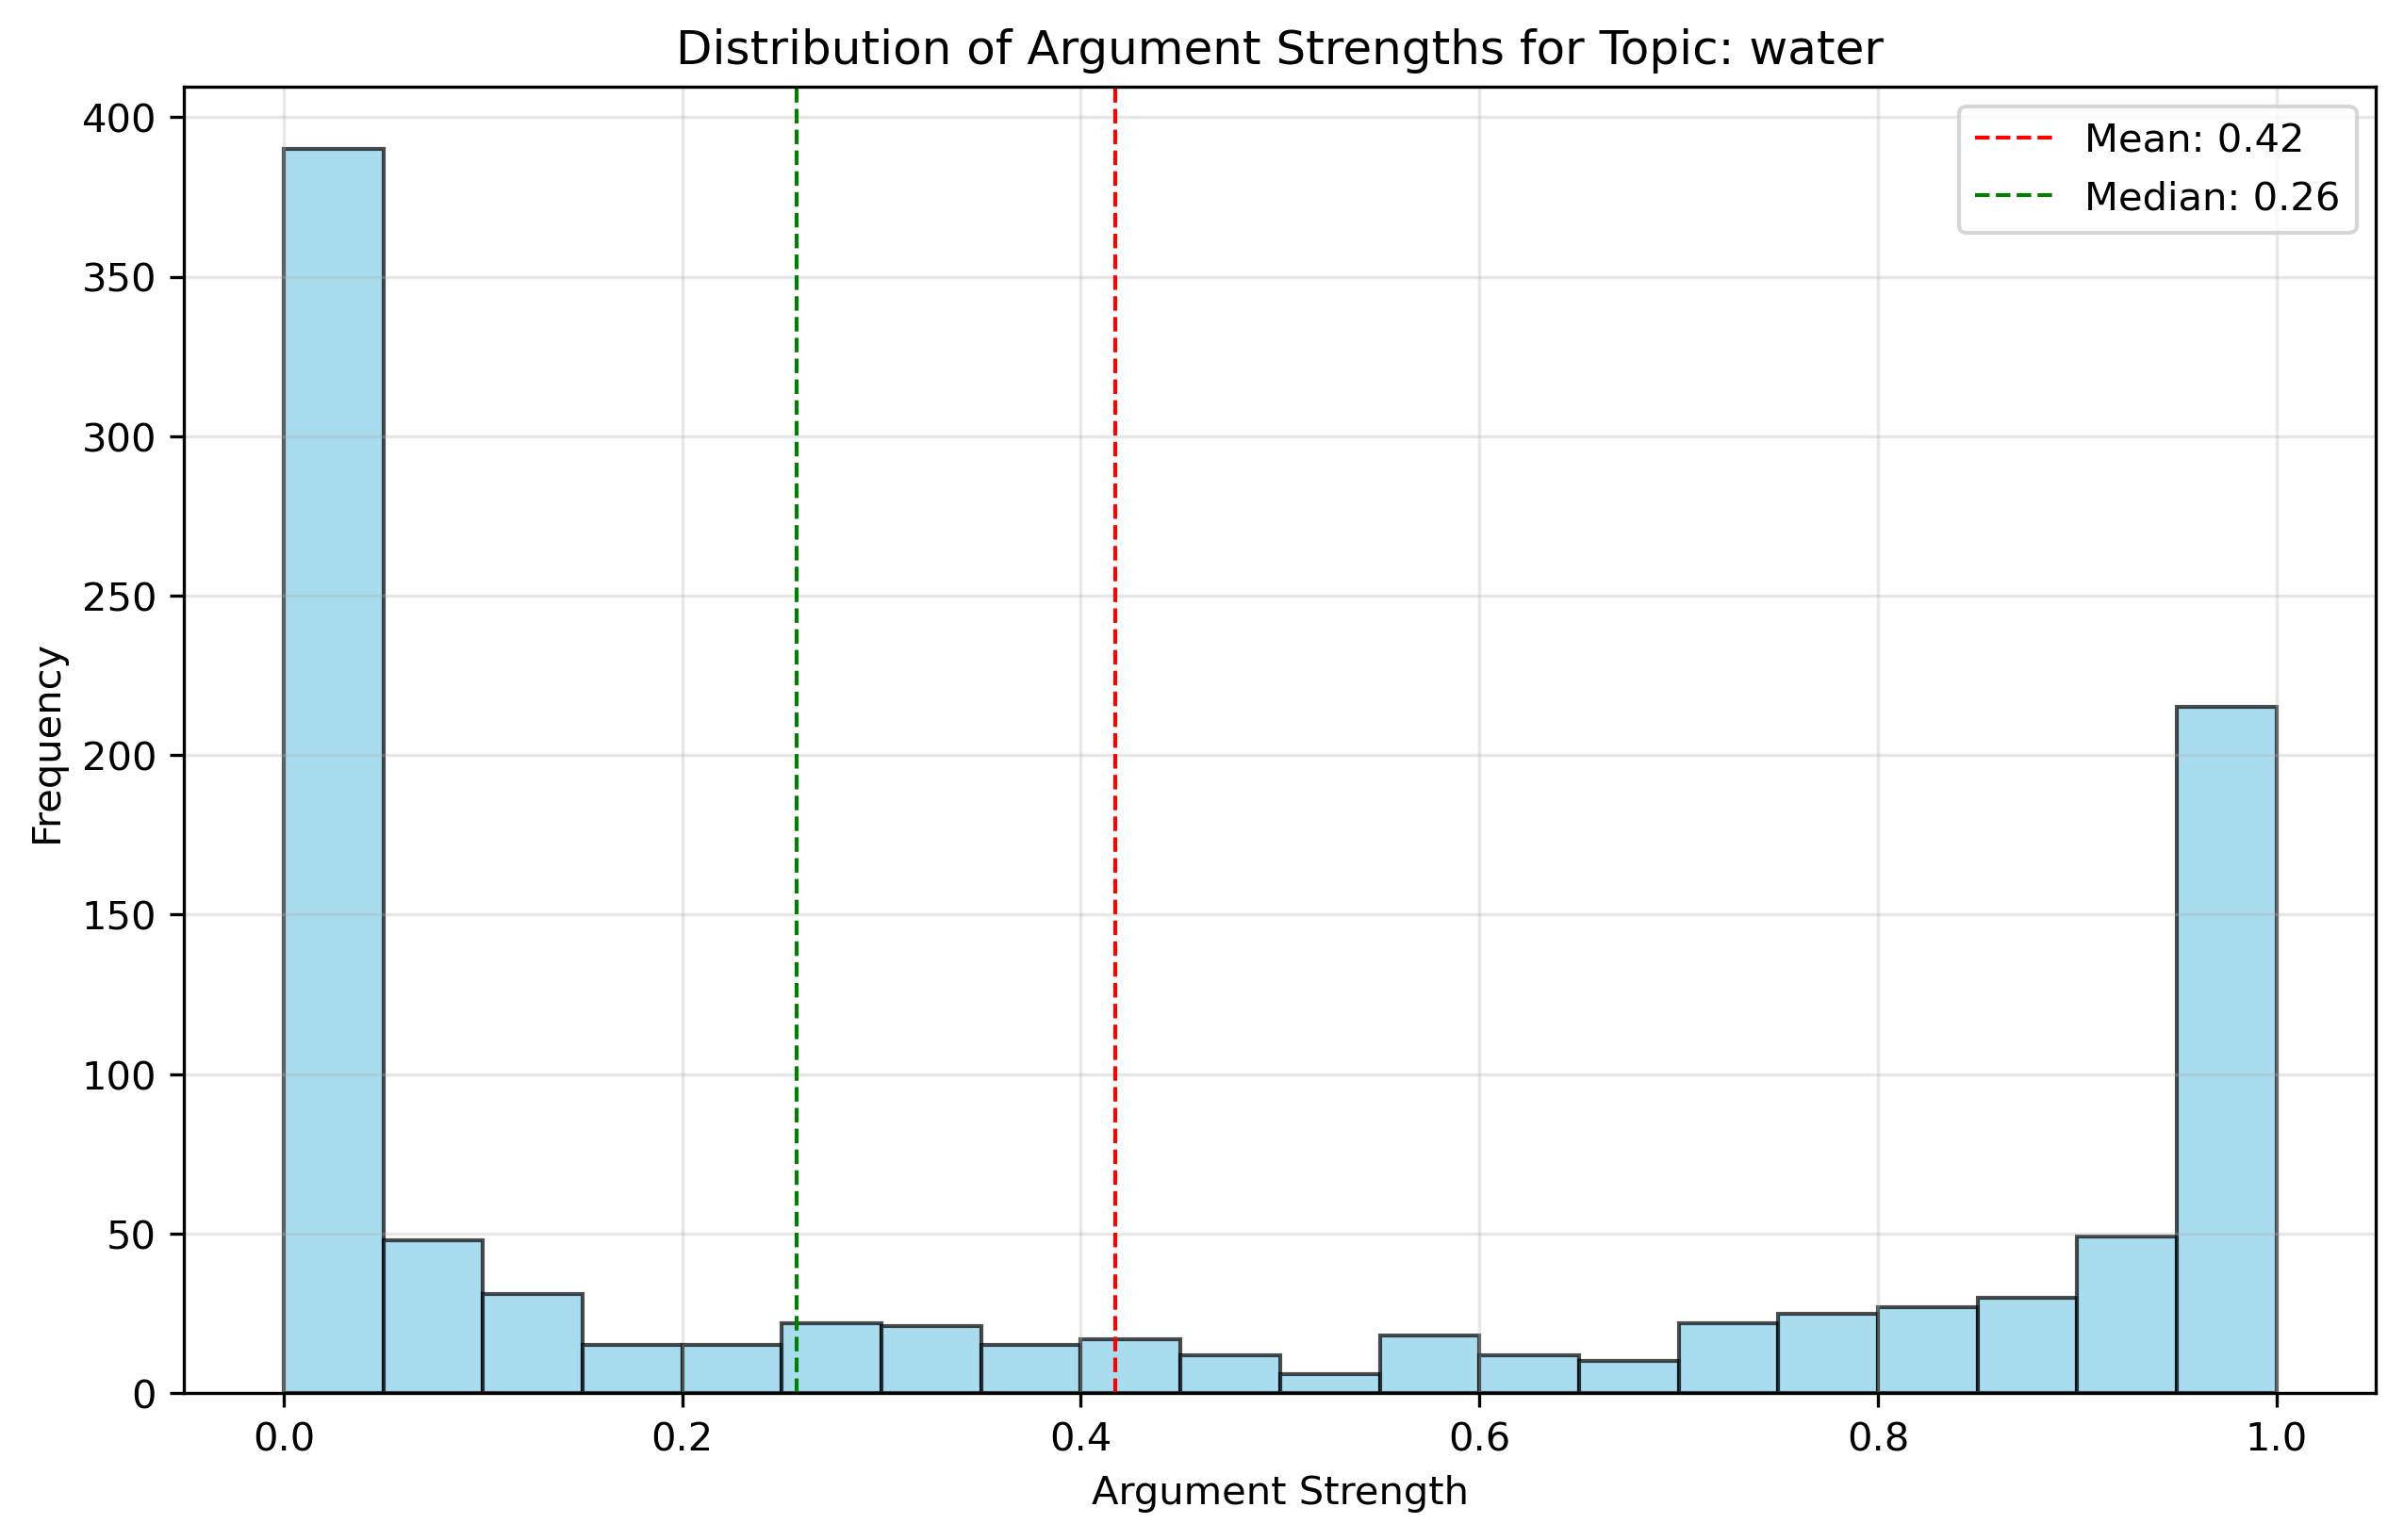 Distribution of Argument Strengths for Topic: water
Mean: 0.42
Median: 0.26
Frequency
400
350
300
250
200
150
100
50
0
0.0 0.2 0.4 0.6 0.8 1.0
Argument Strength